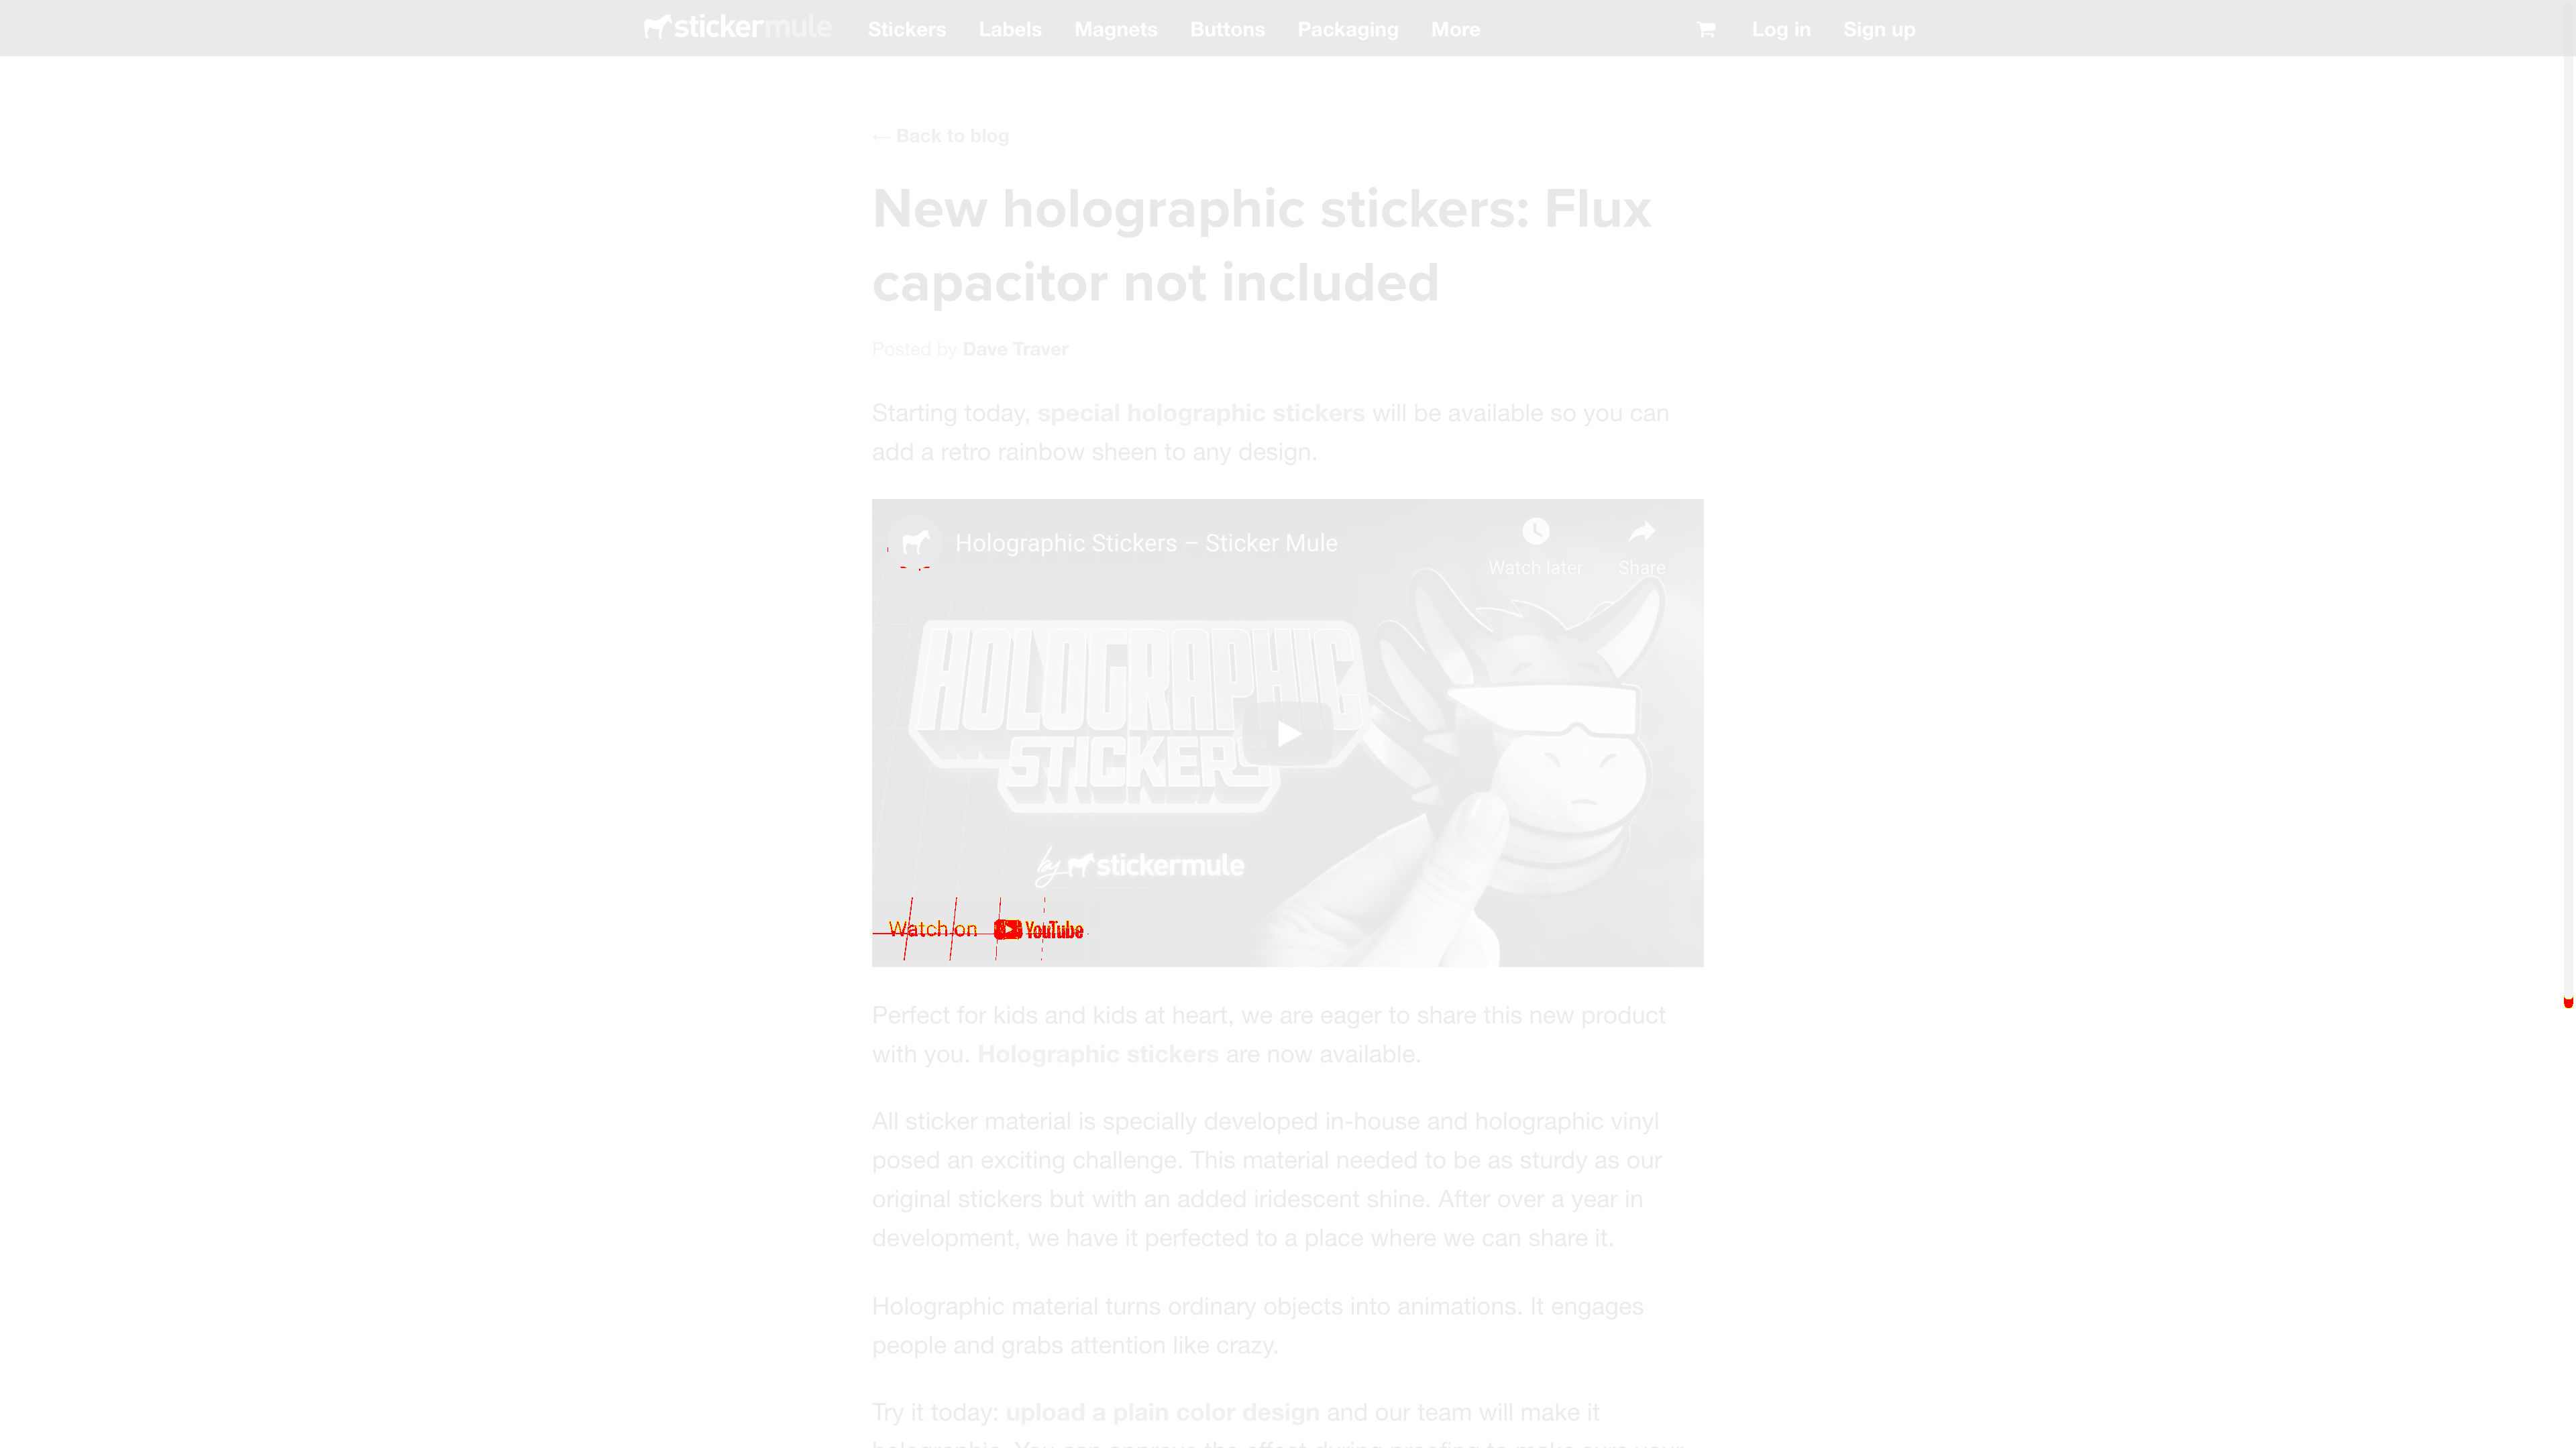 stickermule
Stickers Labels Magnets Buttons Packaging More
Log in Sign up
← Back to blog
New holographic stickers: Flux
capacitor not included
Posted by Dave Traver
Starting today, special holographic stickers will be available so you can
add a retro rainbow sheen to any design.
Holographic Stickers – Sticker Mule
Watch later Share
HOLOGRAPHIC
STICKERS
by stickermule
Watch on YouTube
Perfect for kids and kids at heart, we are eager to share this new product
with you. Holographic stickers are now available.
All sticker material is specially developed in-house and holographic vinyl
posed an exciting challenge. This material needed to be as sturdy as our
original stickers but with an added iridescent shine. After over a year in
development, we have it perfected to a place where we can share it.
Holographic material turns ordinary objects into animations. It engages
people and grabs attention like crazy.
Try it today: upload a plain color design and our team will make it